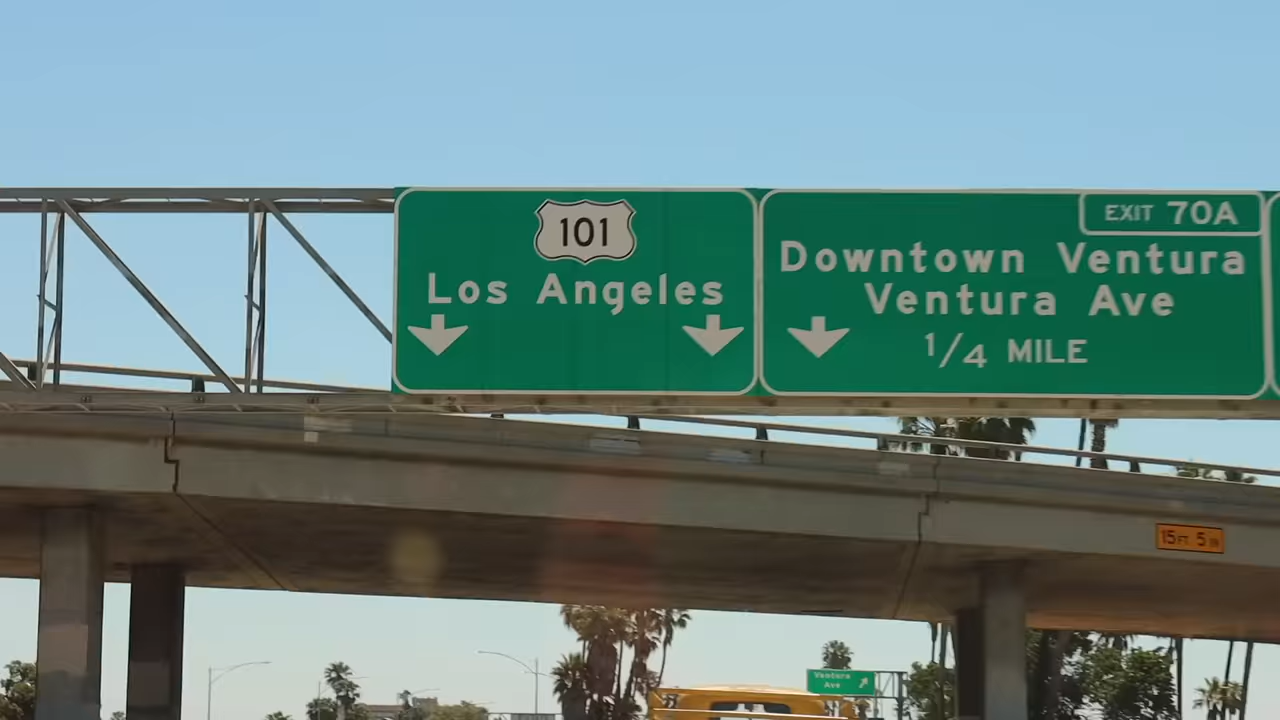 101
Los Angeles
EXIT 70A
Downtown Ventura
Ventura Ave
1/4 MILE
15 FT 5 IN
Ventura
Ave